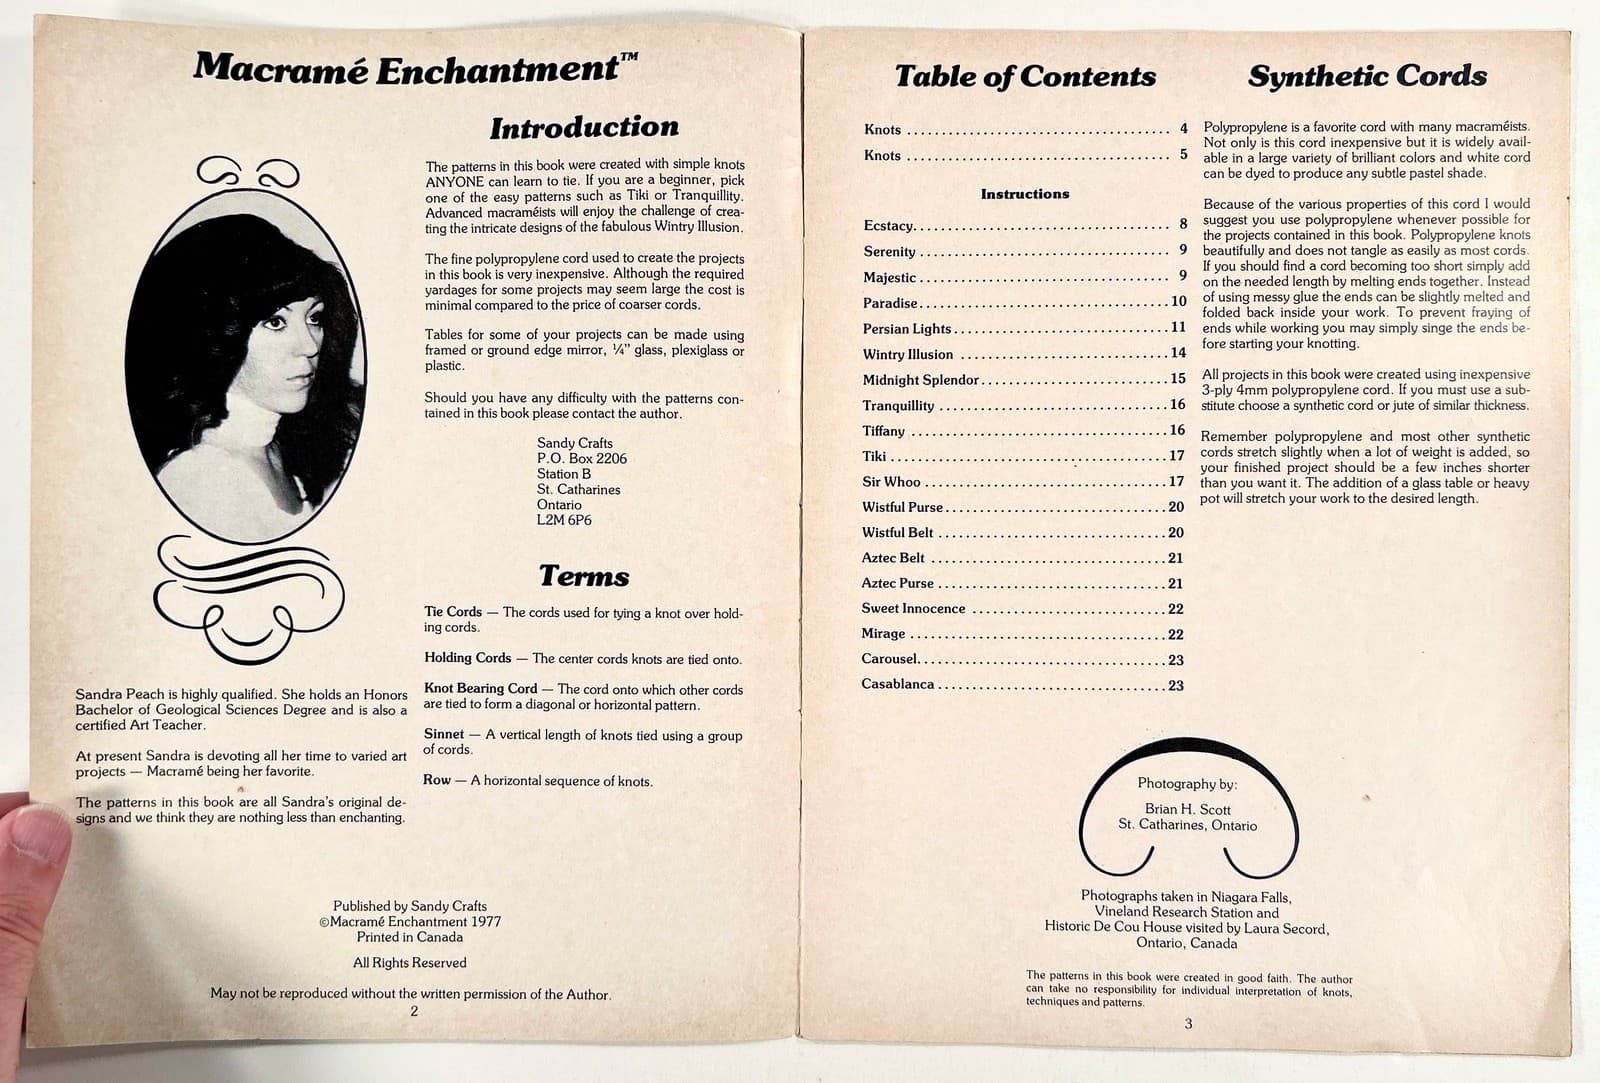 Macramé Enchantment™
Introduction
The patterns in this book were created with simple knots
ANYONE can learn to tie. If you are a beginner, pick
one of the easy patterns such as Tiki or Tranquillity.
Advanced macraméists will enjoy the challenge of crea-
ting the intricate designs of the fabulous Wintry Illusion.
The fine polypropylene cord used to create the projects
in this book is very inexpensive. Although the required
yardages for some projects may seem large the cost is
minimal compared to the price of coarser cords.
Tables for some of your projects can be made using
framed or ground edge mirror, ¼" glass, plexiglass or
plastic.
Should you have any difficulty with the patterns con-
tained in this book please contact the author.
Sandy Crafts
P.O. Box 2206
Station B
St. Catharines
Ontario
L2M 6P6
Terms
Tie Cords — The cords used for tying a knot over hold-
ing cords.
Holding Cords — The center cords knots are tied onto.
Knot Bearing Cord — The cord onto which other cords
are tied to form a diagonal or horizontal pattern.
Sinnet — A vertical length of knots tied using a group
of cords.
Row — A horizontal sequence of knots.
Sandra Peach is highly qualified. She holds an Honors
Bachelor of Geological Sciences Degree and is also a
certified Art Teacher.
At present Sandra is devoting all her time to varied art
projects — Macramé being her favorite.
The patterns in this book are all Sandra's original de-
signs and we think they are nothing less than enchanting.
Published by Sandy Crafts
©Macramé Enchantment 1977
Printed in Canada
All Rights Reserved
May not be reproduced without the written permission of the Author.
2
Table of Contents
Knots ........................................ 4
Knots ........................................ 5
Instructions
Ecstacy....................................... 8
Serenity ..................................... 9
Majestic ..................................... 9
Paradise.....................................10
Persian Lights...............................11
Wintry Illusion .............................14
Midnight Splendor............................15
Tranquillity ................................16
Tiffany .....................................16
Tiki ........................................17
Sir Whoo ....................................17
Wistful Purse................................20
Wistful Belt ................................20
Aztec Belt ..................................21
Aztec Purse .................................21
Sweet Innocence .............................22
Mirage ......................................22
Carousel.....................................23
Casablanca ..................................23
Synthetic Cords
Polypropylene is a favorite cord with many macraméists.
Not only is this cord inexpensive but it is widely avail-
able in a large variety of brilliant colors and white cord
can be dyed to produce any subtle pastel shade.
Because of the various properties of this cord I would
suggest you use polypropylene whenever possible for
the projects contained in this book. Polypropylene knots
beautifully and does not tangle as easily as most cords.
If you should find a cord becoming too short simply add
on the needed length by melting ends together. Instead
of using messy glue the ends can be slightly melted and
folded back inside your work. To prevent fraying of
ends while working you may simply singe the ends be-
fore starting your knotting.
All projects in this book were created using inexpensive
3-ply 4mm polypropylene cord. If you must use a sub-
stitute choose a synthetic cord or jute of similar thickness.
Remember polypropylene and most other synthetic
cords stretch slightly when a lot of weight is added, so
your finished project should be a few inches shorter
than you want it. The addition of a glass table or heavy
pot will stretch your work to the desired length.
Photography by:
Brian H. Scott
St. Catharines, Ontario
Photographs taken in Niagara Falls,
Vineland Research Station and
Historic De Cou House visited by Laura Secord,
Ontario, Canada
The patterns in this book were created in good faith. The author
can take no responsibility for individual interpretation of knots,
techniques and patterns.
3